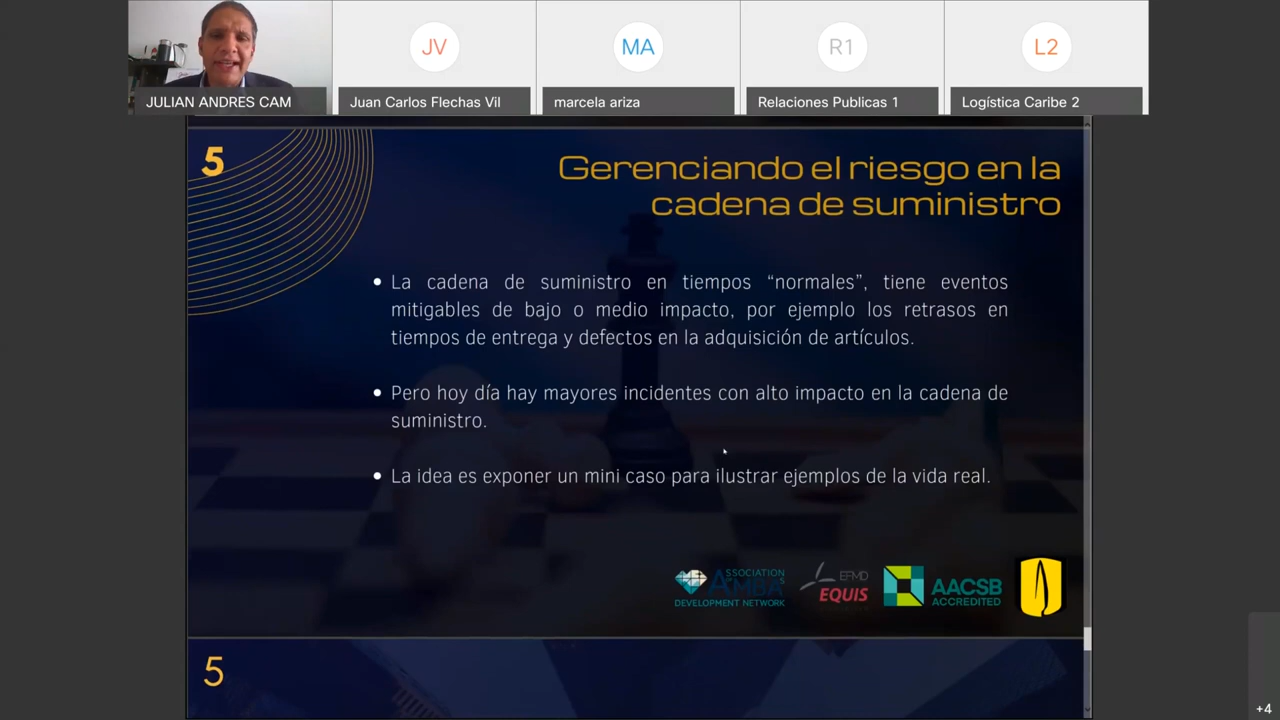 JV
MA
R1
L2
JULIAN ANDRES CAM
Juan Carlos Flechas Vil
marcela ariza
Relaciones Publicas 1
Logística Caribe 2
5
Gerenciando el riesgo en la
cadena de suministro
• La cadena de suministro en tiempos “normales”, tiene eventos
mitigables de bajo o medio impacto, por ejemplo los retrasos en
tiempos de entrega y defectos en la adquisición de artículos.
• Pero hoy día hay mayores incidentes con alto impacto en la cadena de
suministro.
• La idea es exponer un mini caso para ilustrar ejemplos de la vida real.
SSOCIATION
AMBA
DEVELOPMENT NETWORK
EFMD
EQUIS
AACSB
ACCREDITED
5
+4